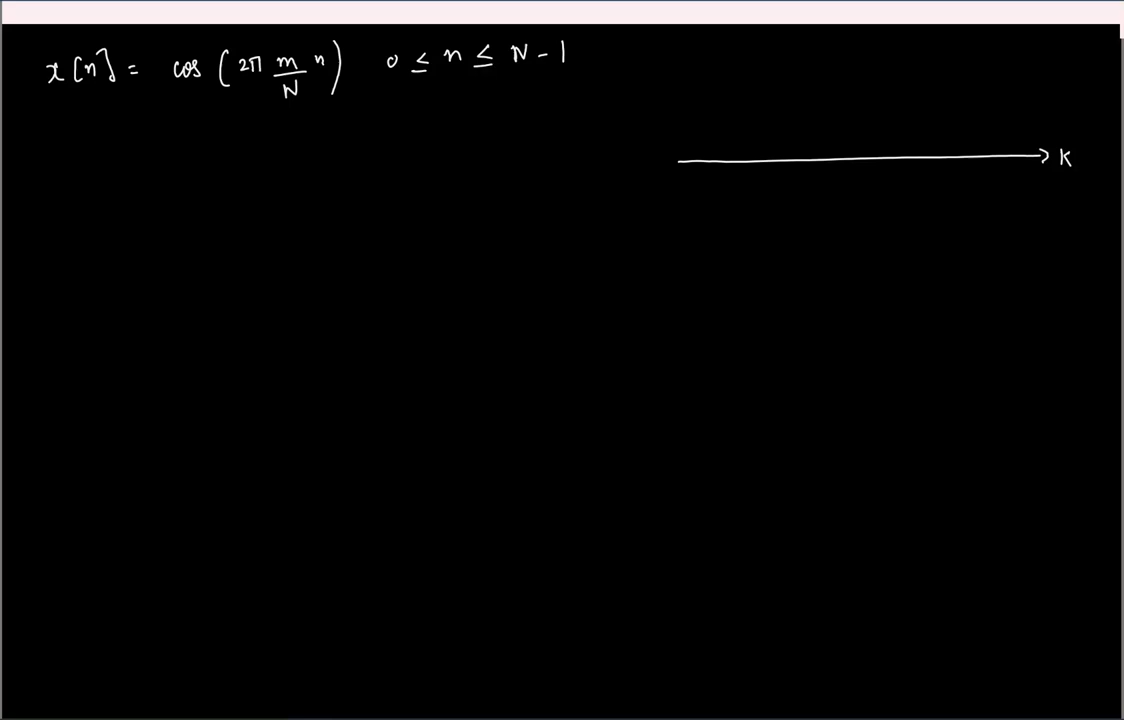 x[n] = cos(2π m/N n) 0 ≤ n ≤ N-1
K